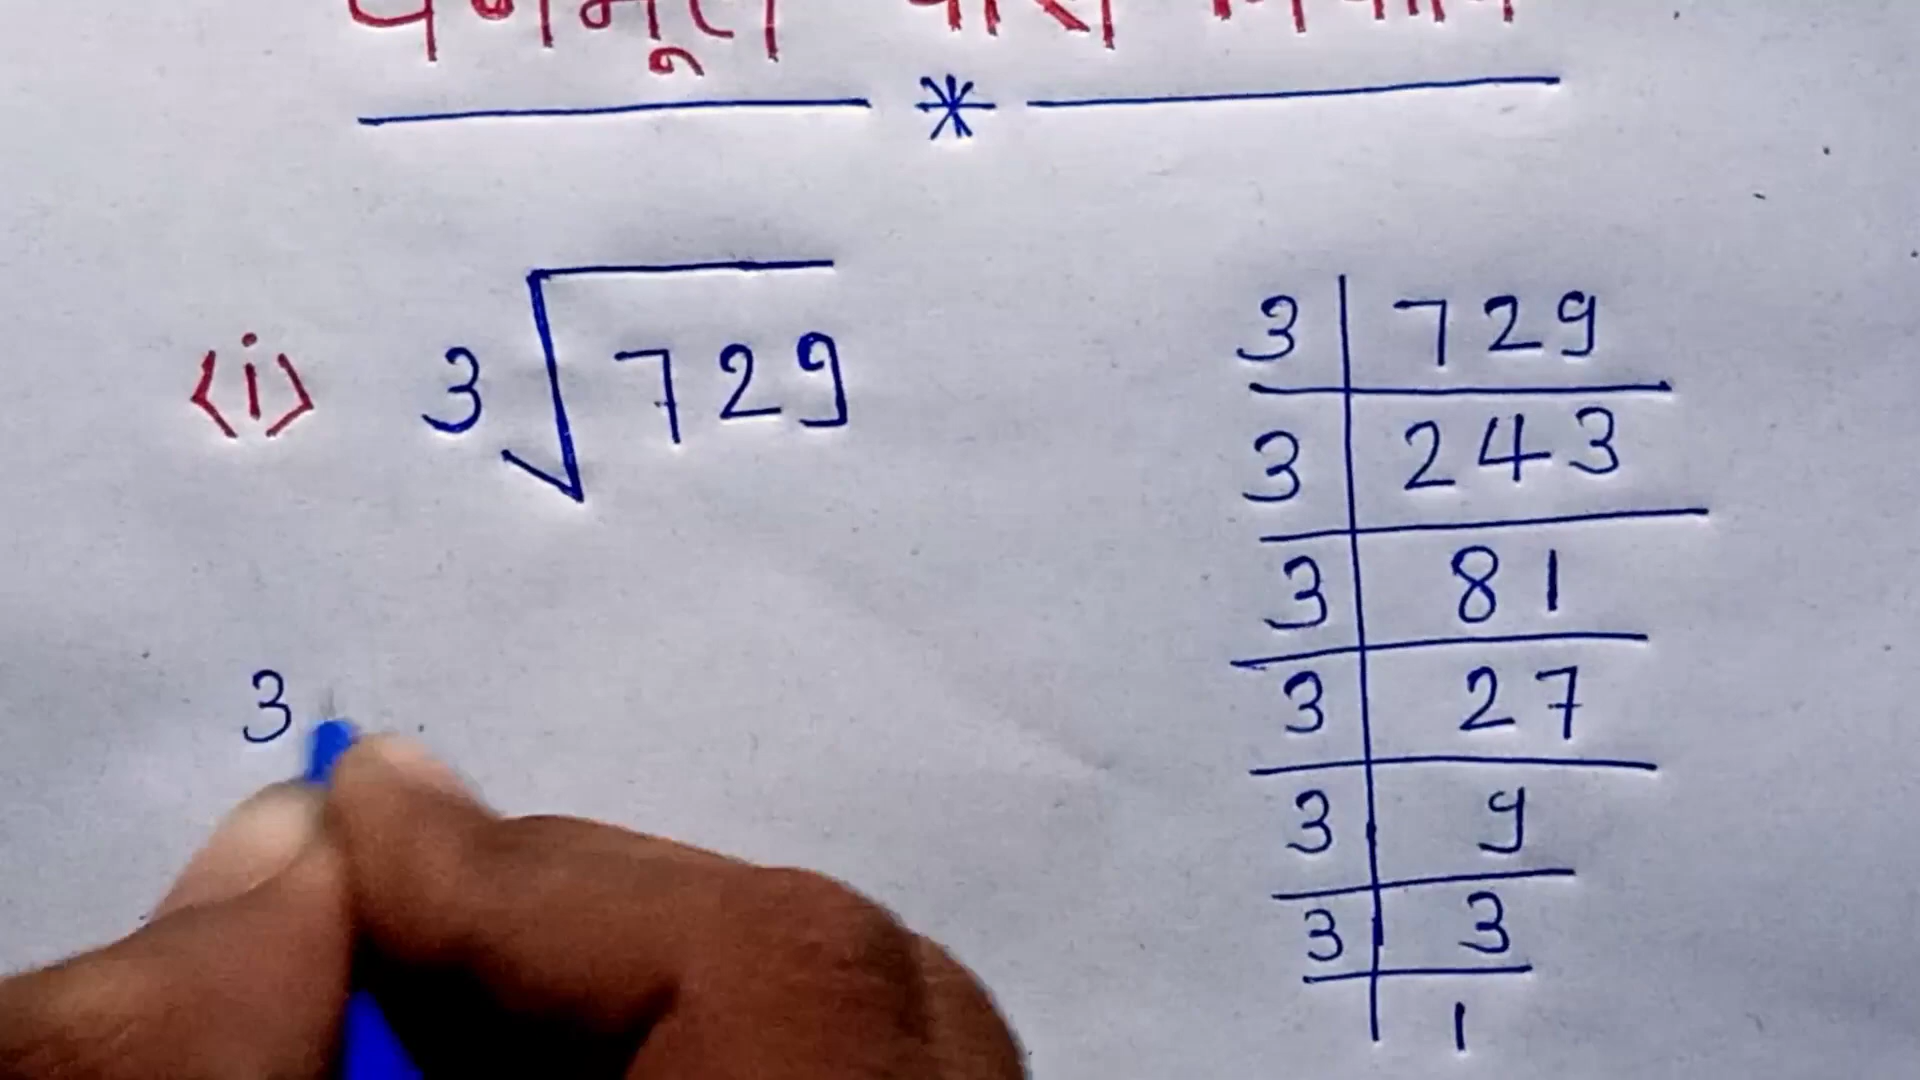 <i> 3√729
3 | 729
3 | 243
3 | 81
3 | 27
3 | 9
3 | 3
1
3